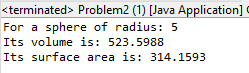 <terminated> Problem2 (1) [Java Application] C
For a sphere of radius: 5
Its volume is: 523.5988
Its surface area is: 314.1593